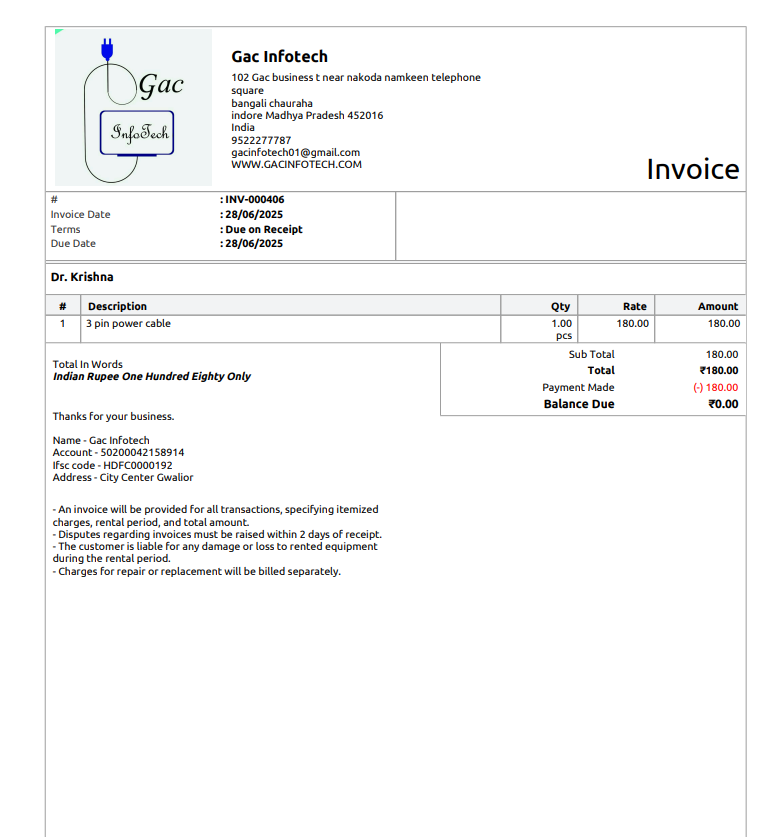 Gac
InfoTech
Gac Infotech
102 Gac business t near nakoda namkeen telephone
square
bangali chauraha
indore Madhya Pradesh 452016
India
9522277787
gacinfotech01@gmail.com
WWW.GACINFOTECH.COM
Invoice
# : INV-000406
Invoice Date : 28/06/2025
Terms : Due on Receipt
Due Date : 28/06/2025
Dr. Krishna
# Description Qty Rate Amount
1 3 pin power cable 1.00 180.00 180.00
pcs
Sub Total 180.00
Total ₹180.00
Payment Made (-) 180.00
Balance Due ₹0.00
Total In Words
Indian Rupee One Hundred Eighty Only
Thanks for your business.
Name - Gac Infotech
Account - 50200042158914
Ifsc code - HDFC0000192
Address - City Center Gwalior
- An invoice will be provided for all transactions, specifying itemized
charges, rental period, and total amount.
- Disputes regarding invoices must be raised within 2 days of receipt.
- The customer is liable for any damage or loss to rented equipment
during the rental period.
- Charges for repair or replacement will be billed separately.